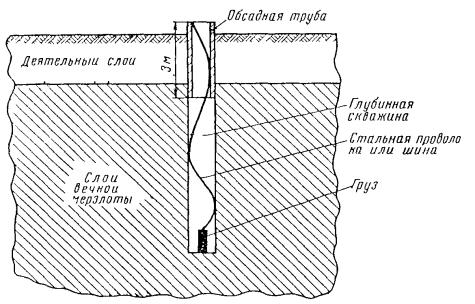 Обсадная труба
Деятельный слой
3м
Глубинная
скважина
Стальная проволо
ка или шина
Слои
вечной
мерзлоты
Груз